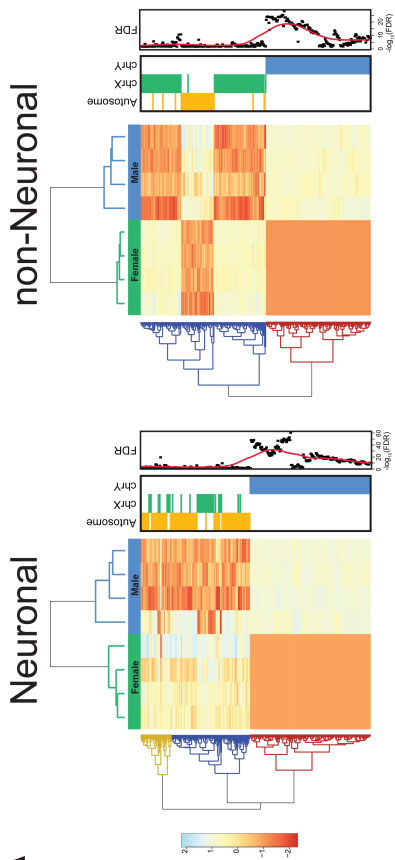 Neuronal
Female
Male
Autosome
chrX
chrY
FDR
0 20 40 60
-log10(FDR)
2
1
0
-1
-2
non-Neuronal
Female
Male
Autosome
chrX
chrY
FDR
0 10 20
-log10(FDR)